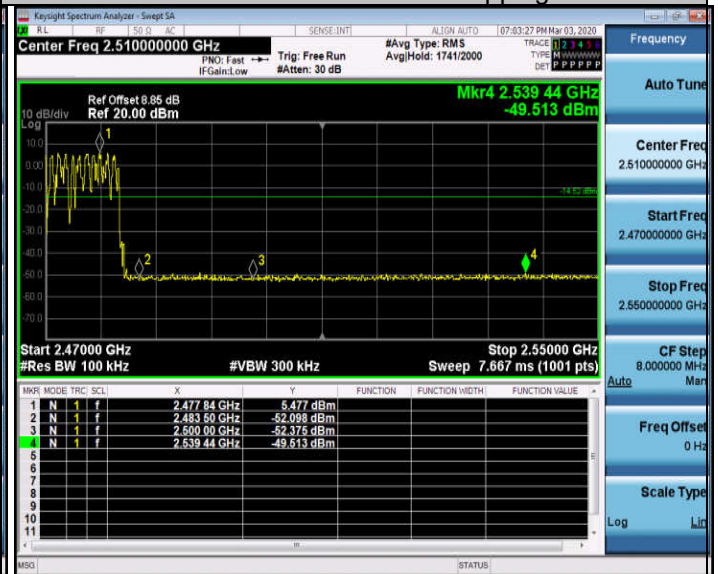 Keysight Spectrum Analyzer - Swept SA
RL RF 50 Ω AC SENSE:INT ALIGN AUTO 07:03:27 PM Mar 03, 2020
Center Freq 2.510000000 GHz
PNO: Fast
IFGain:Low
Trig: Free Run
#Atten: 30 dB
#Avg Type: RMS
Avg|Hold: 1741/2000
TRACE 1 2 3 4 5 6
TYPE M W W W W W
DET P P P P P P
Mkr4 2.539 44 GHz
-49.513 dBm
Ref Offset 8.85 dB
10 dB/div Ref 20.00 dBm
Log
10.0
0.00
-10.0
-20.0
-30.0
-40.0
-50.0
-60.0
-70.0
1
2
3
4
-14.52 dBm
Start 2.47000 GHz Stop 2.55000 GHz
#Res BW 100 kHz #VBW 300 kHz Sweep 7.667 ms (1001 pts)
MKR MODE TRC SCL X Y FUNCTION FUNCTION WIDTH FUNCTION VALUE
1 N 1 f 2.477 84 GHz 5.477 dBm
2 N 1 f 2.483 50 GHz -52.098 dBm
3 N 1 f 2.500 00 GHz -52.375 dBm
4 N 1 f 2.539 44 GHz -49.513 dBm
5
6
7
8
9
10
11
MSG STATUS
Frequency
Auto Tune
Center Freq
2.510000000 GHz
Start Freq
2.470000000 GHz
Stop Freq
2.550000000 GHz
CF Step
8.000000 MHz
Auto Man
Freq Offset
0 Hz
Scale Type
Log Lin